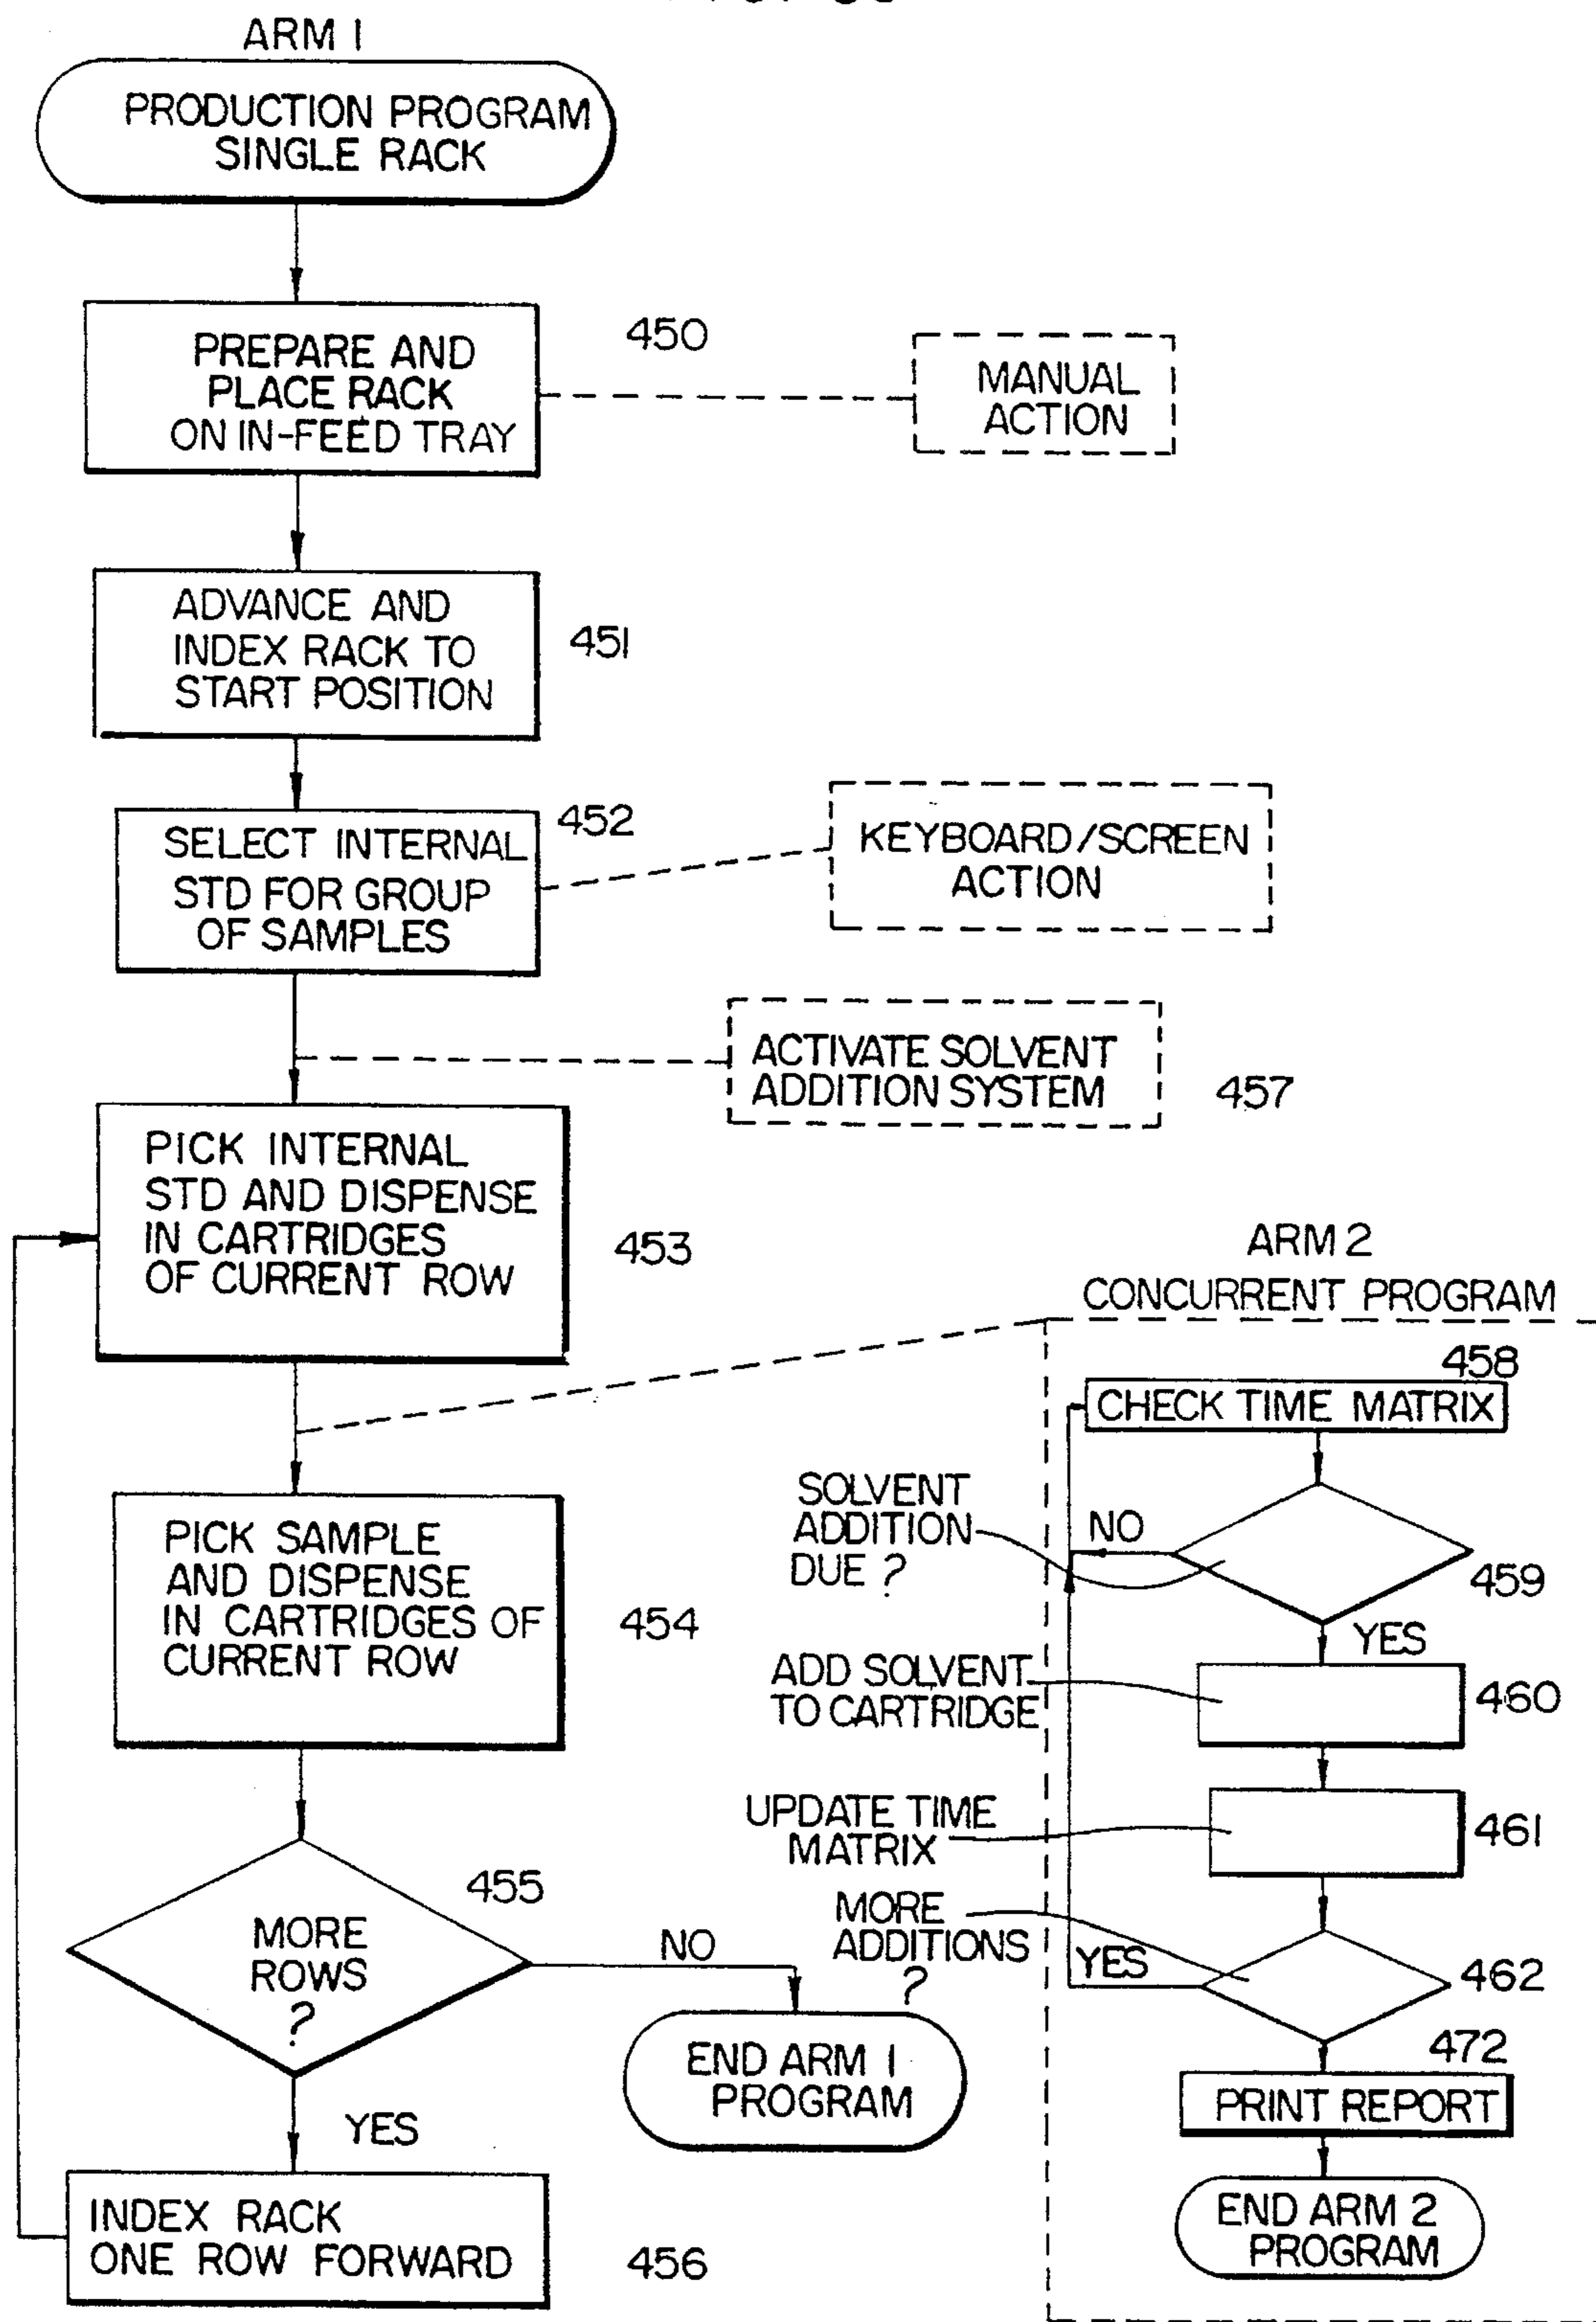 ARM 1
PRODUCTION PROGRAM
SINGLE RACK
PREPARE AND
PLACE RACK
ON IN-FEED TRAY
450
MANUAL
ACTION
ADVANCE AND
INDEX RACK TO
START POSITION
451
SELECT INTERNAL
STD FOR GROUP
OF SAMPLES
452
KEYBOARD/SCREEN
ACTION
ACTIVATE SOLVENT
ADDITION SYSTEM
457
PICK INTERNAL
STD AND DISPENSE
IN CARTRIDGES
OF CURRENT ROW
453
PICK SAMPLE
AND DISPENSE
IN CARTRIDGES OF
CURRENT ROW
454
MORE
ROWS
?
455
NO
END ARM 1
PROGRAM
YES
INDEX RACK
ONE ROW FORWARD
456
ARM 2
CONCURRENT PROGRAM
458
CHECK TIME MATRIX
SOLVENT
ADDITION
DUE ?
NO
459
YES
ADD SOLVENT
TO CARTRIDGE
460
UPDATE TIME
MATRIX
461
MORE
ADDITIONS
?
YES
462
472
PRINT REPORT
END ARM 2
PROGRAM